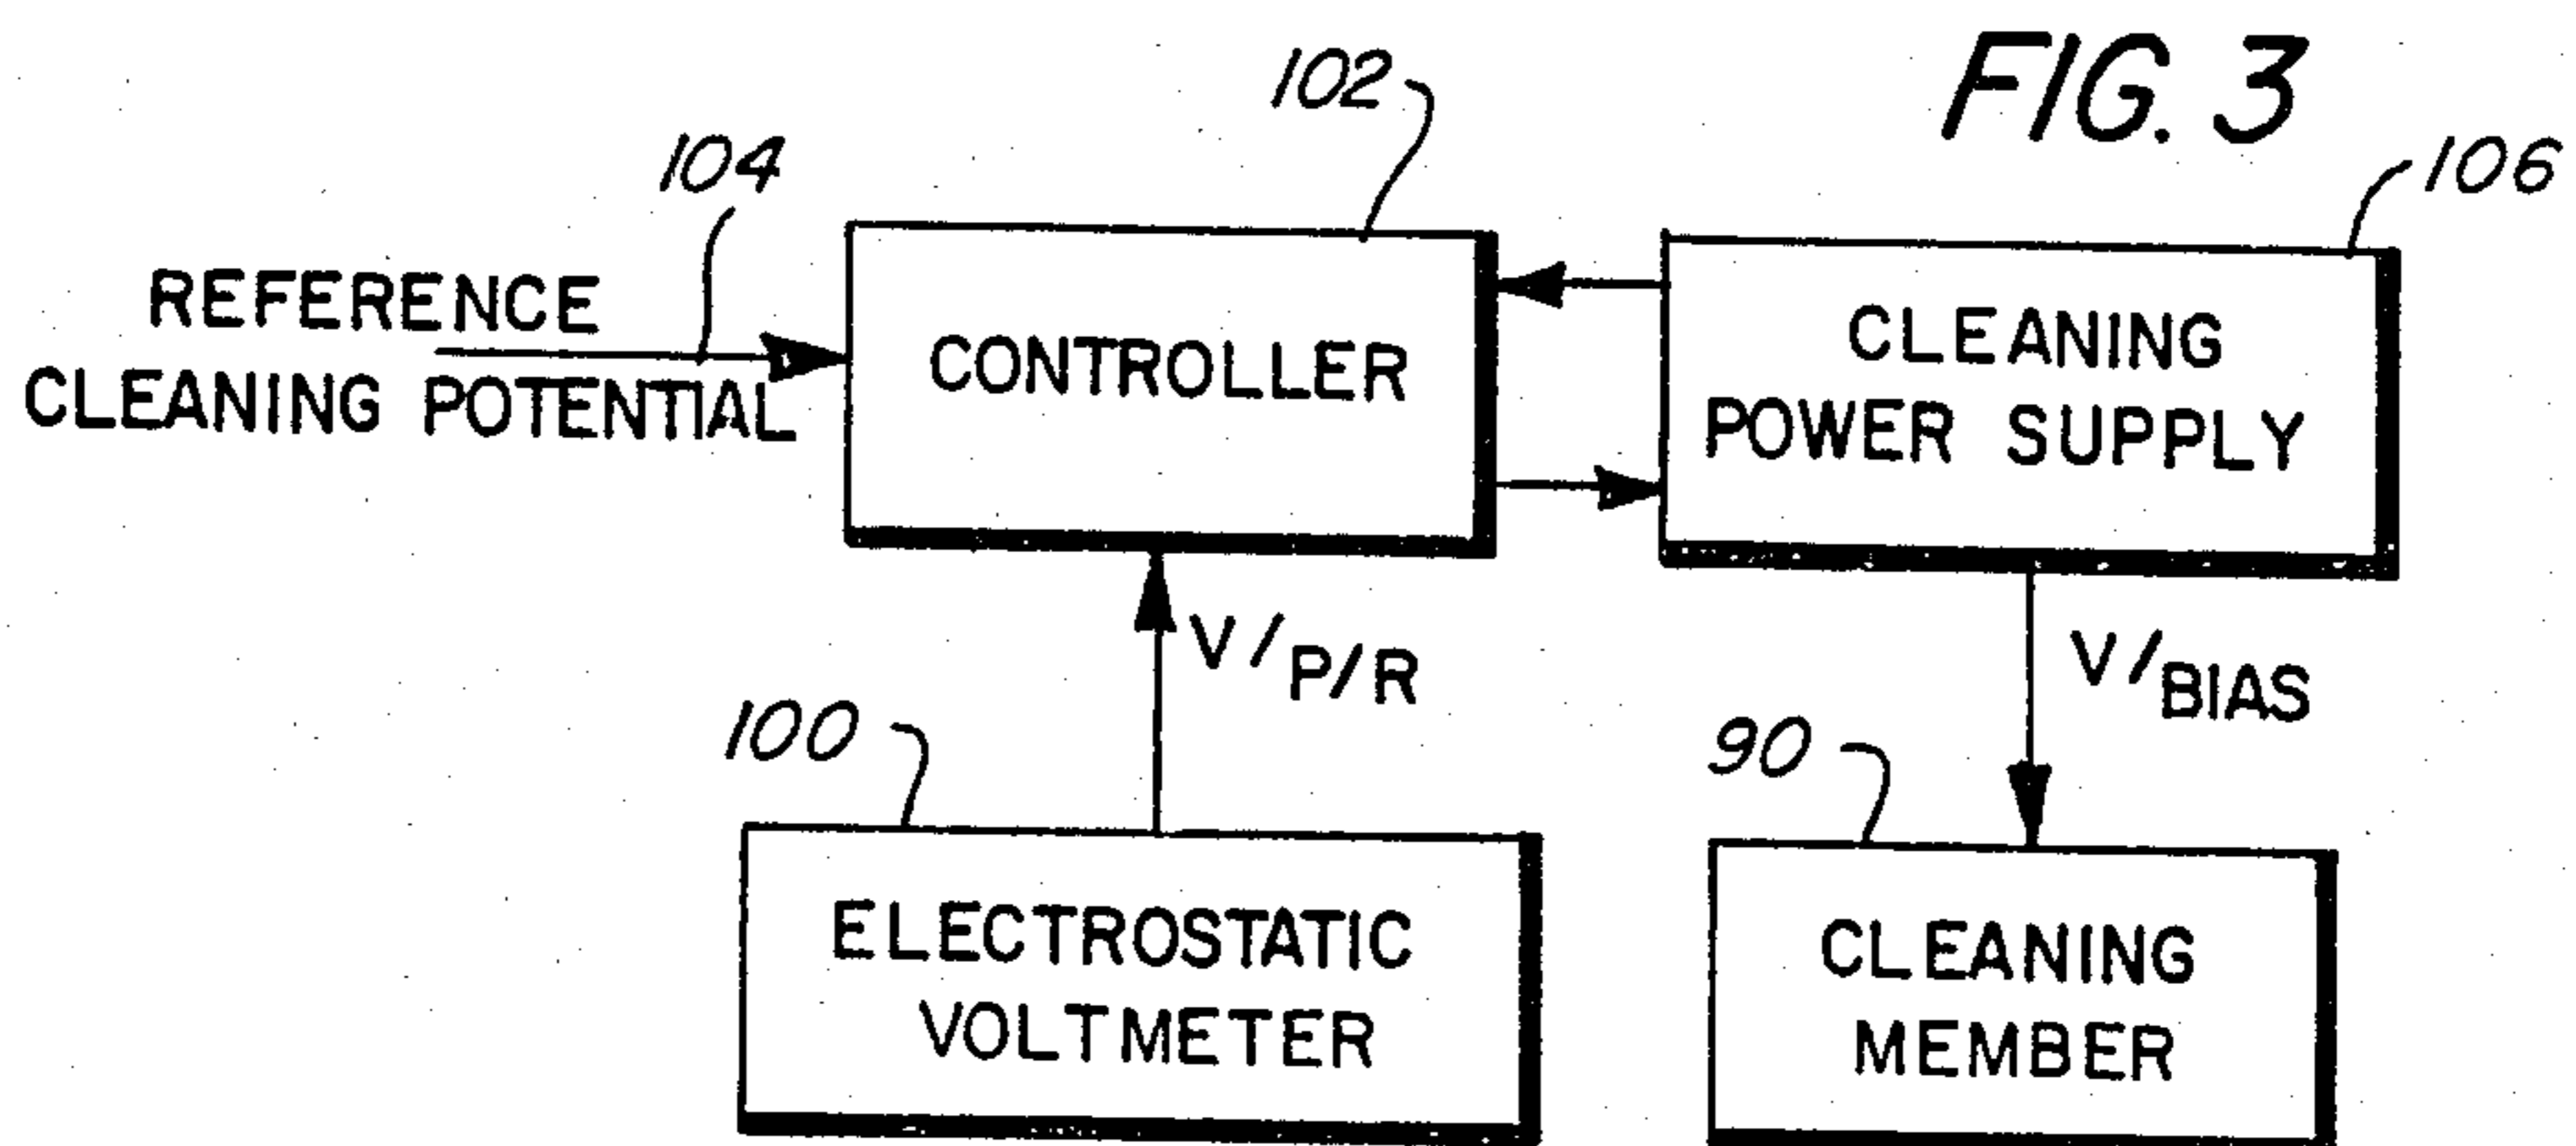 FIG. 3
102
104
106
REFERENCE
CLEANING POTENTIAL
CONTROLLER
CLEANING
POWER SUPPLY
V/P/R
V/BIAS
100
90
ELECTROSTATIC
VOLTMETER
CLEANING
MEMBER